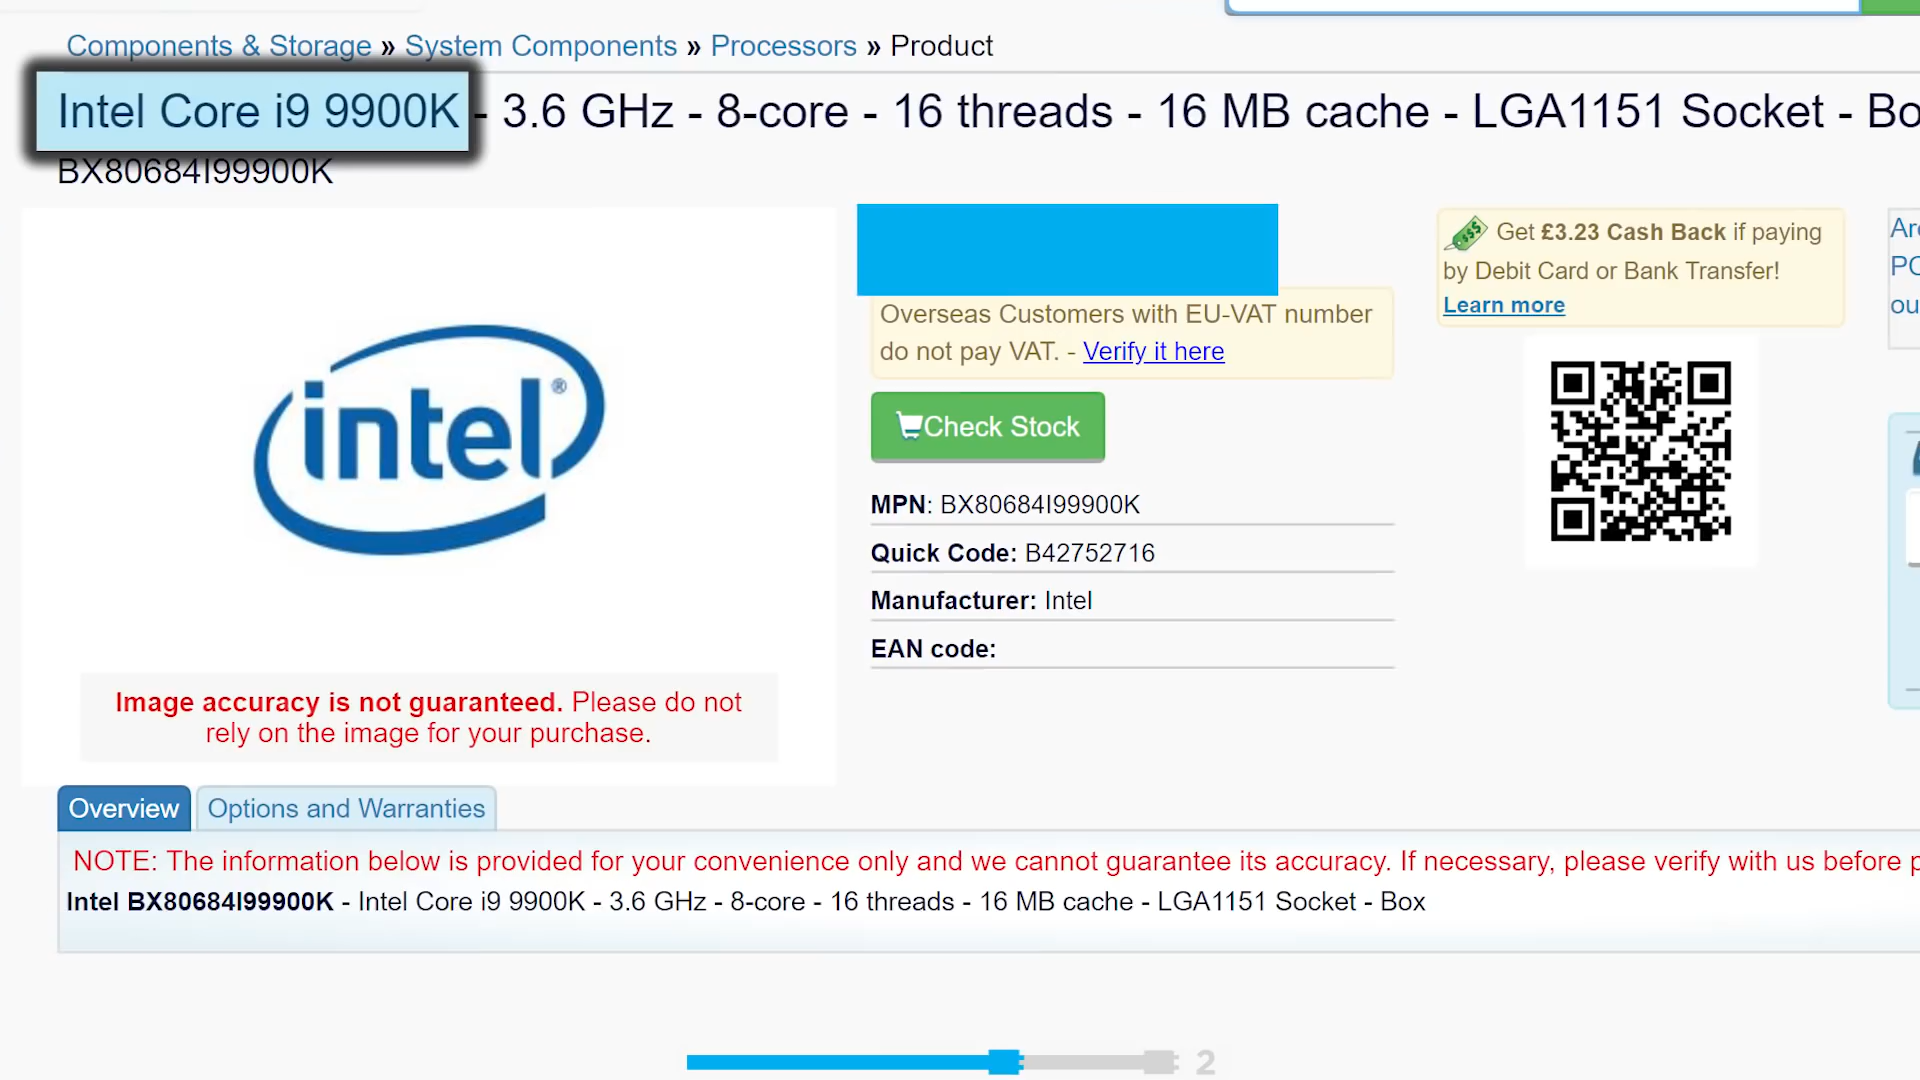 Components & Storage » System Components » Processors » Product
Intel Core i9 9900K - 3.6 GHz - 8-core - 16 threads - 16 MB cache - LGA1151 Socket - Bo
BX80684I99900K
intel®
Image accuracy is not guaranteed. Please do not
rely on the image for your purchase.
Overseas Customers with EU-VAT number
do not pay VAT. - Verify it here
Check Stock
MPN: BX80684I99900K
Quick Code: B42752716
Manufacturer: Intel
EAN code:
Get £3.23 Cash Back if paying
by Debit Card or Bank Transfer!
Learn more
PC
ou
Overview
Options and Warranties
NOTE: The information below is provided for your convenience only and we cannot guarantee its accuracy. If necessary, please verify with us before p
Intel BX80684I99900K - Intel Core i9 9900K - 3.6 GHz - 8-core - 16 threads - 16 MB cache - LGA1151 Socket - Box
2